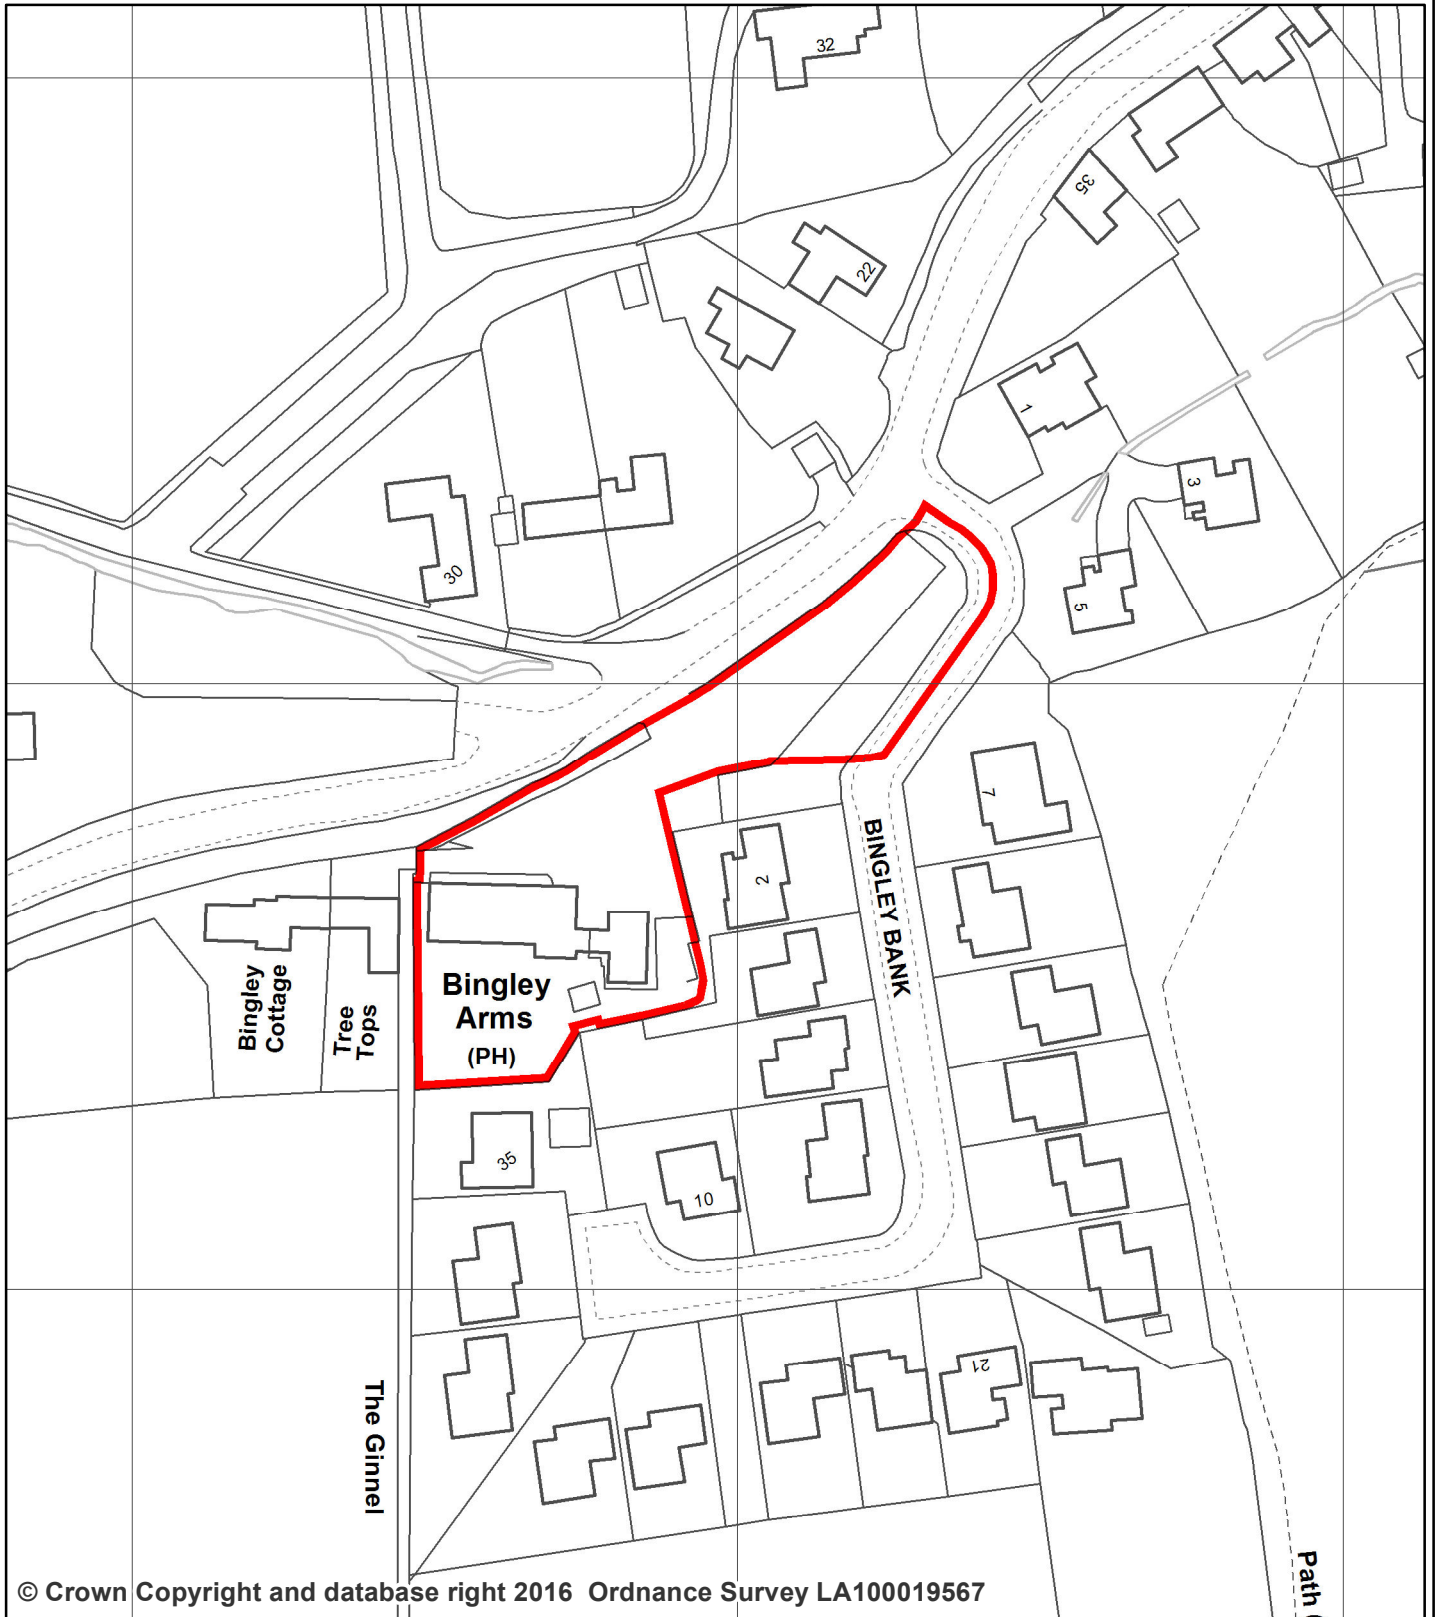 32
35
22
1
3
30
5
7
2
BINGLEY BANK
Bingley
Arms
(PH)
Bingley
Cottage
Tree
Tops
35
10
21
The Ginnel
Path (
© Crown Copyright and database right 2016 Ordnance Survey LA100019567